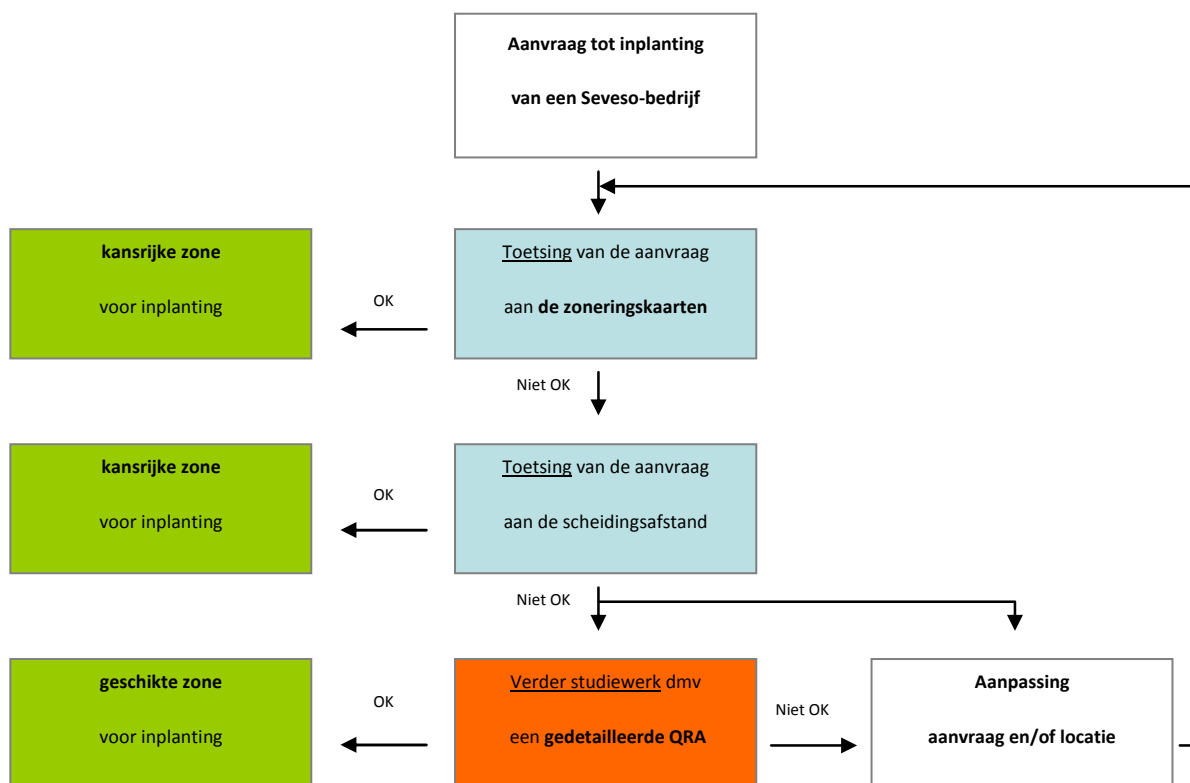 Aanvraag tot inplanting
van een Seveso-bedrijf
kansrijke zone
voor inplanting
OK
Toetsing van de aanvraag
aan de zoneringskaarten
Niet OK
kansrijke zone
voor inplanting
OK
Toetsing van de aanvraag
aan de scheidingsafstand
Niet OK
geschikte zone
voor inplanting
OK
Verder studiewerk dmv
een gedetailleerde QRA
Niet OK
Aanpassing
aanvraag en/of locatie